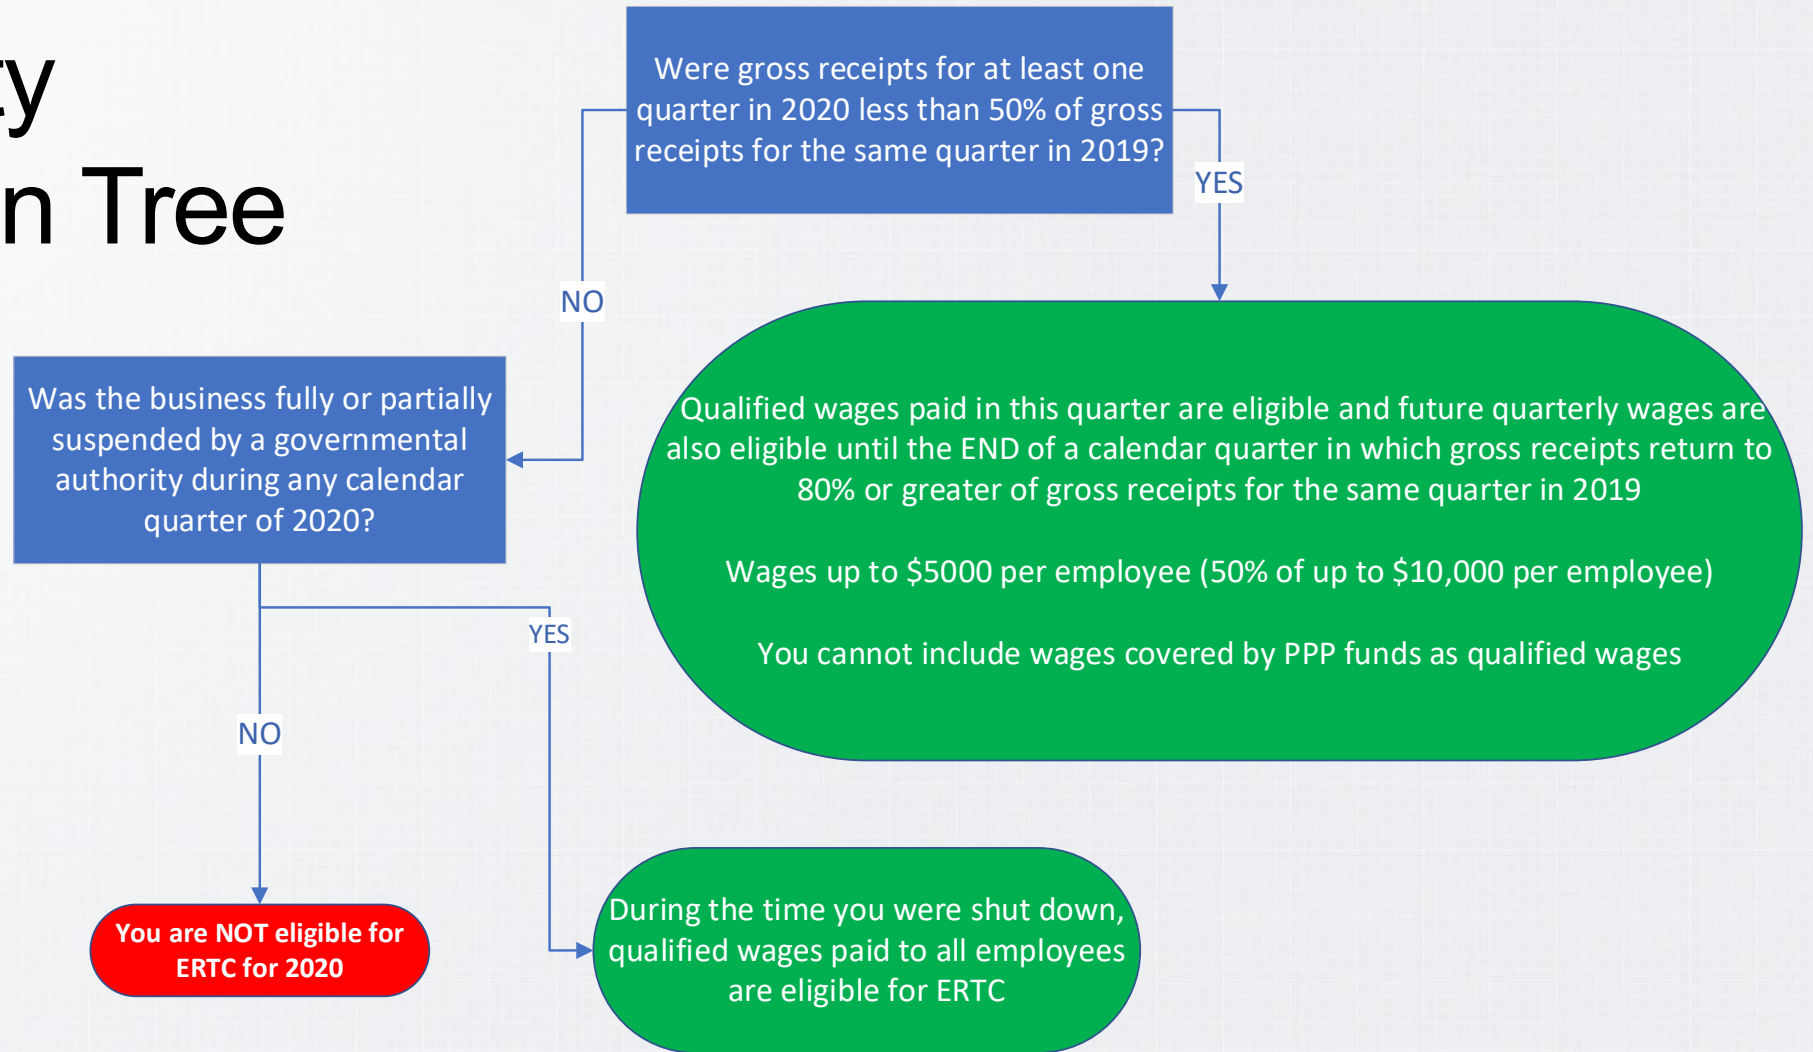 ty
n Tree
Were gross receipts for at least one
quarter in 2020 less than 50% of gross
receipts for the same quarter in 2019?
YES
NO
Was the business fully or partially
suspended by a governmental
authority during any calendar
quarter of 2020?
Qualified wages paid in this quarter are eligible and future quarterly wages are
also eligible until the END of a calendar quarter in which gross receipts return to
80% or greater of gross receipts for the same quarter in 2019
Wages up to $5000 per employee (50% of up to $10,000 per employee)
You cannot include wages covered by PPP funds as qualified wages
YES
NO
You are NOT eligible for
ERTC for 2020
During the time you were shut down,
qualified wages paid to all employees
are eligible for ERTC